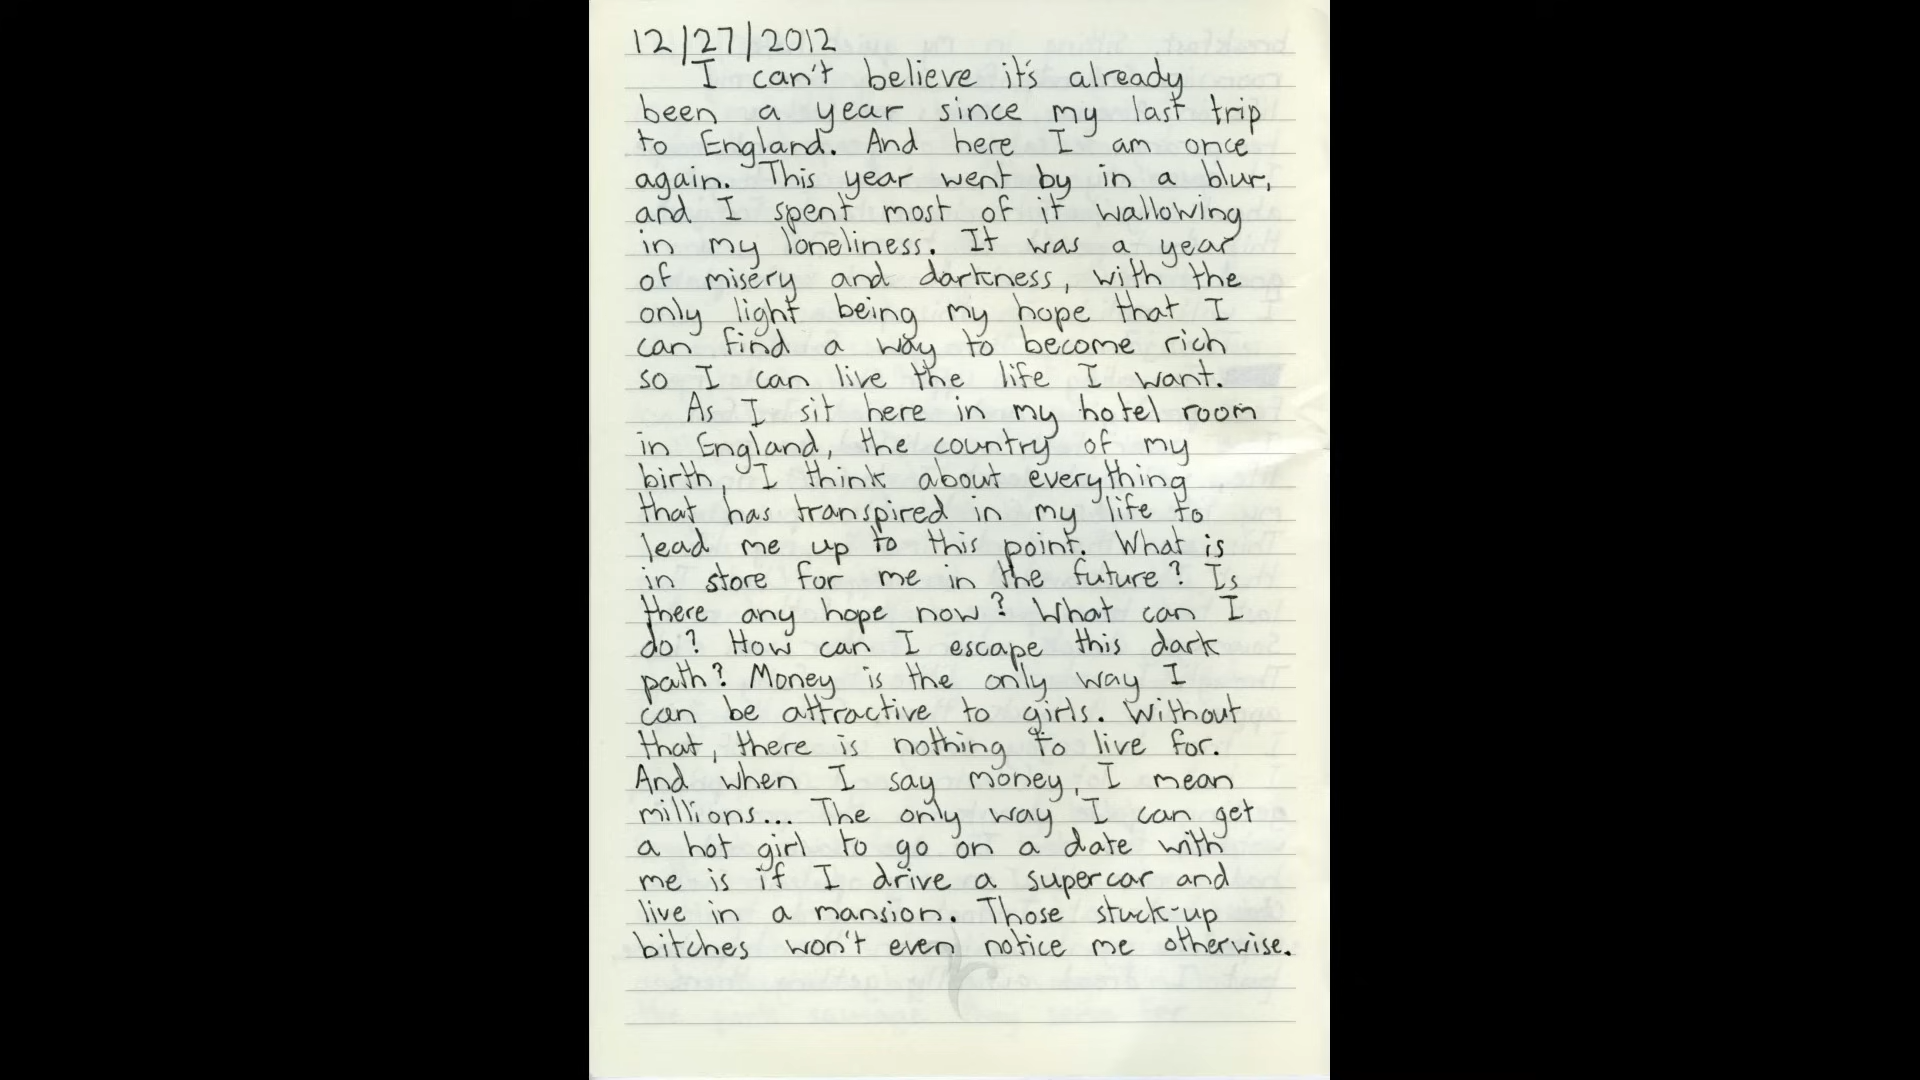 12/27/2012
I can't believe it's already
been a year since my last trip
to England. And here I am once
again. This year went by in a blur,
and I spent most of it wallowing
in my loneliness. It was a year
of misery and darkness, with the
only light being my hope that I
can find a way to become rich
so I can live the life I want.
As I sit here in my hotel room
in England, the country of my
birth, I think about everything
that has transpired in my life to
lead me up to this point. What is
in store for me in the future? Is
there any hope now? What can I
do? How can I escape this dark
path? Money is the only way I
can be attractive to girls. Without
that, there is nothing to live for.
And when I say money, I mean
millions... The only way I can get
a hot girl to go on a date with
me is if I drive a supercar and
live in a mansion. Those stuck-up
bitches won't even notice me otherwise.